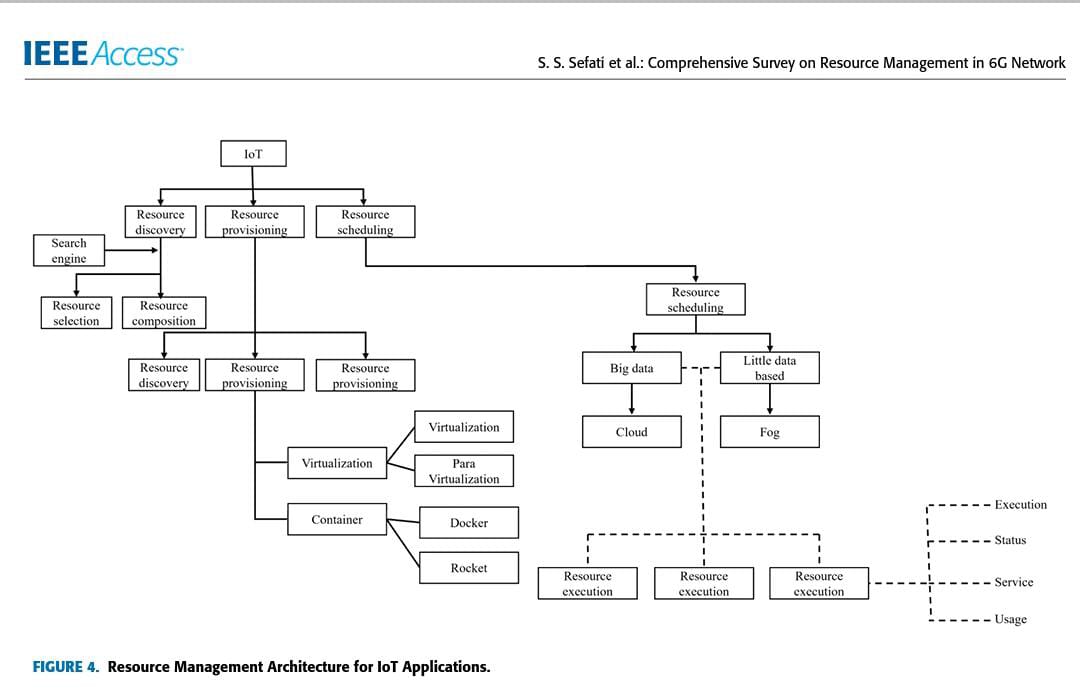 IEEE Access
S. S. Sefati et al.: Comprehensive Survey on Resource Management in 6G Network
IoT
Resource
discovery
Resource
provisioning
Resource
scheduling
Search
engine
Resource
selection
Resource
composition
Resource
scheduling
Resource
discovery
Resource
provisioning
Resource
provisioning
Big data
Little data
based
Cloud
Fog
Virtualization
Virtualization
Para
Virtualization
Container
Docker
Rocket
Resource
execution
Resource
execution
Resource
execution
Execution
Status
Service
Usage
FIGURE 4. Resource Management Architecture for IoT Applications.